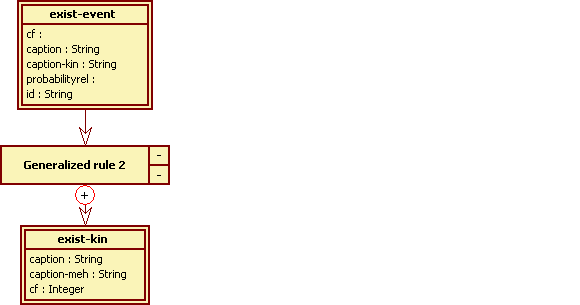 exist-event
cf :
caption : String
caption-kin : String
probabilityrel :
id : String
Generalized rule 2
-
-
+
exist-kin
caption : String
caption-meh : String
cf : Integer